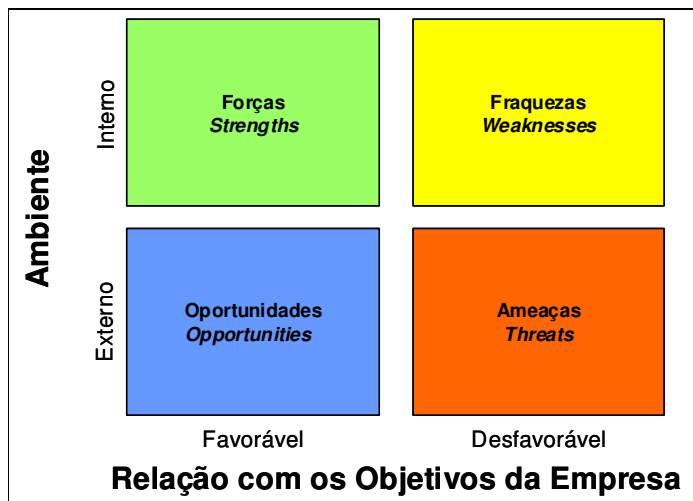 Ambiente
Interno
Forças
Strengths
Fraquezas
Weaknesses
Externo
Oportunidades
Opportunities
Ameaças
Threats
Favorável
Desfavorável
Relação com os Objetivos da Empresa